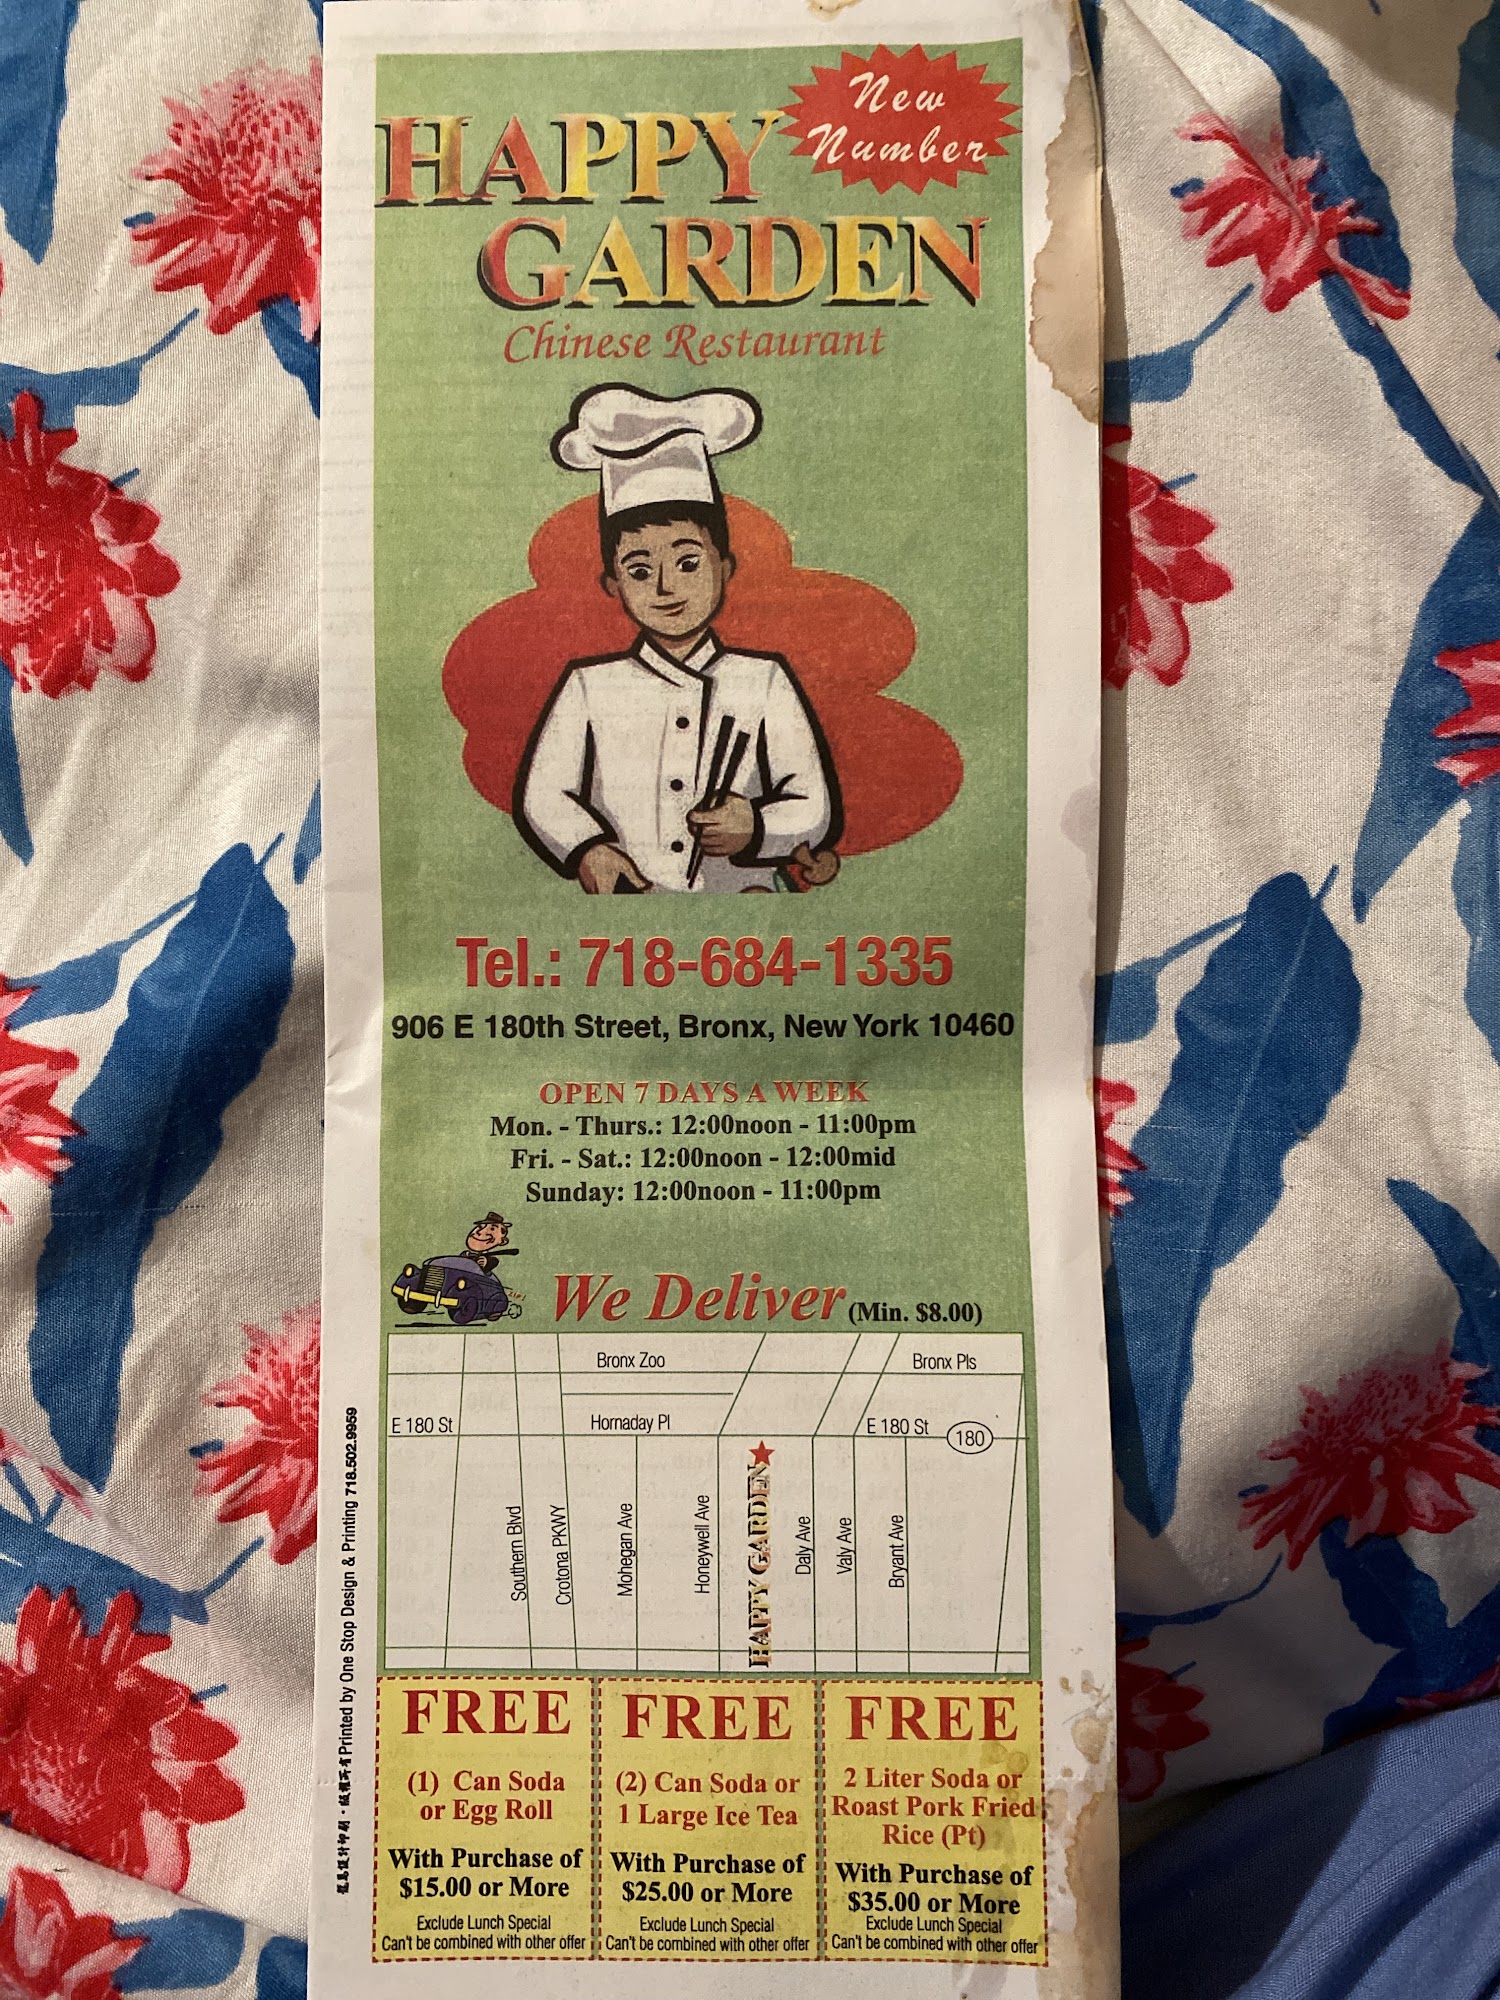 New
Number
HAPPY
GARDEN
Chinese Restaurant
Tel.: 718-684-1335
906 E 180th Street, Bronx, New York 10460
OPEN 7 DAYS A WEEK
Mon. - Thurs.: 12:00noon - 11:00pm
Fri. - Sat.: 12:00noon - 12:00mid
Sunday: 12:00noon - 11:00pm
We Deliver (Min. $8.00)
Bronx Zoo
Bronx Pls
E 180 St
Hornaday Pl
E 180 St
180
Southern Blvd
Crotona PKWY
Mohegan Ave
Honeywell Ave
HAPPY GARDEN
Daly Ave
Valy Ave
Bryant Ave
Printed by One Stop Design & Printing 718.502.9959
FREE
(1) Can Soda
or Egg Roll
With Purchase of
$15.00 or More
Exclude Lunch Special
Can't be combined with other offer
FREE
(2) Can Soda or
1 Large Ice Tea
With Purchase of
$25.00 or More
Exclude Lunch Special
Can't be combined with other offer
FREE
2 Liter Soda or
Roast Pork Fried
Rice (Pt)
With Purchase of
$35.00 or More
Exclude Lunch Special
Can't be combined with other offer